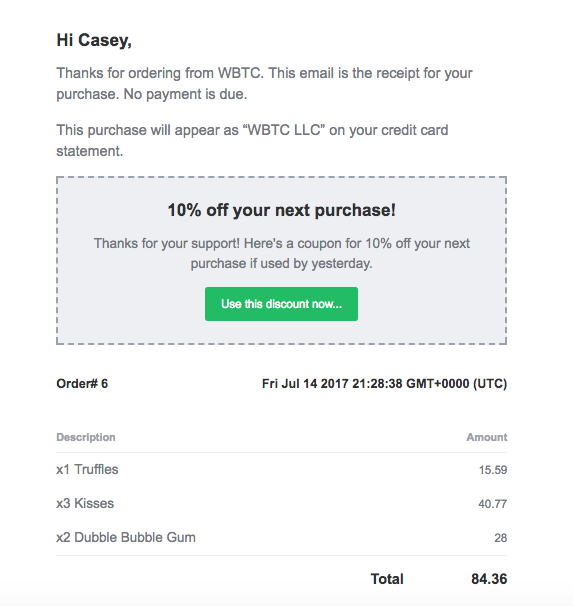 Hi Casey,
Thanks for ordering from WBTC. This email is the receipt for your
purchase. No payment is due.
This purchase will appear as “WBTC LLC” on your credit card
statement.
10% off your next purchase!
Thanks for your support! Here's a coupon for 10% off your next
purchase if used by yesterday.
Use this discount now...
Order# 6 Fri Jul 14 2017 21:28:38 GMT+0000 (UTC)
Description Amount
x1 Truffles 15.59
x3 Kisses 40.77
x2 Dubble Bubble Gum 28
Total 84.36